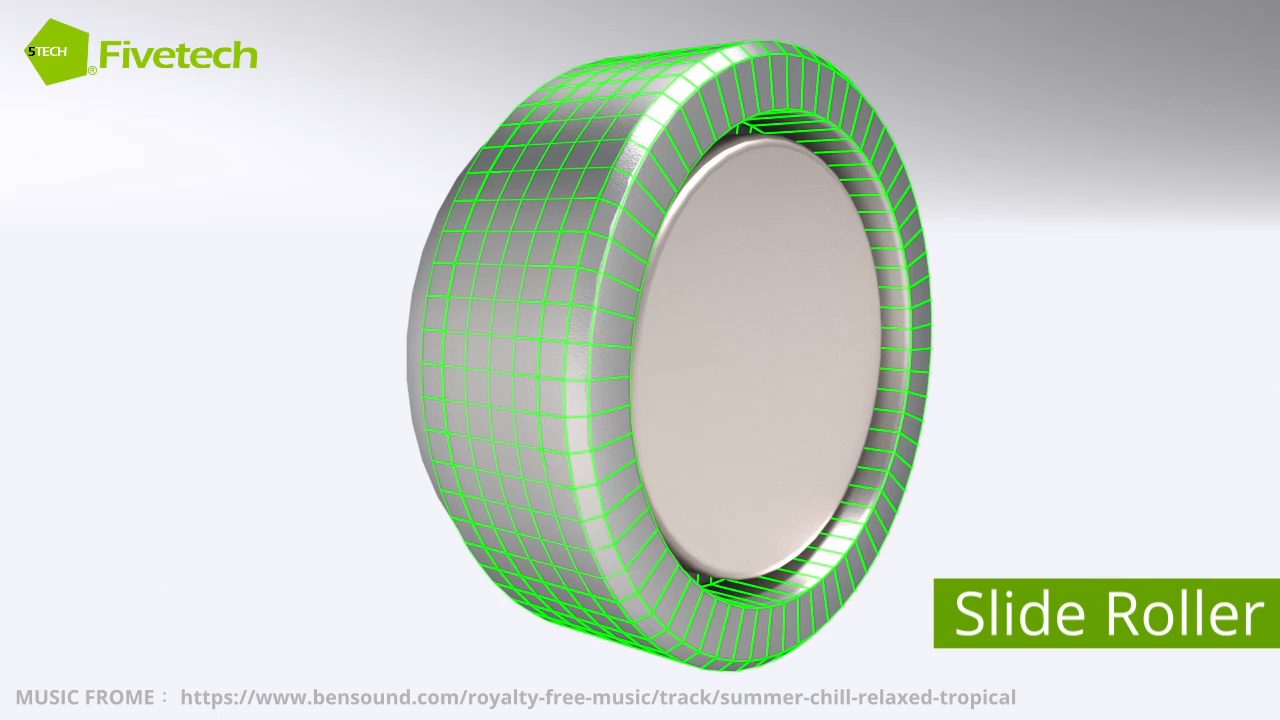 5TECH
® Fivetech
Slide Roller
MUSIC FROME： https://www.bensound.com/royalty-free-music/track/summer-chill-relaxed-tropical